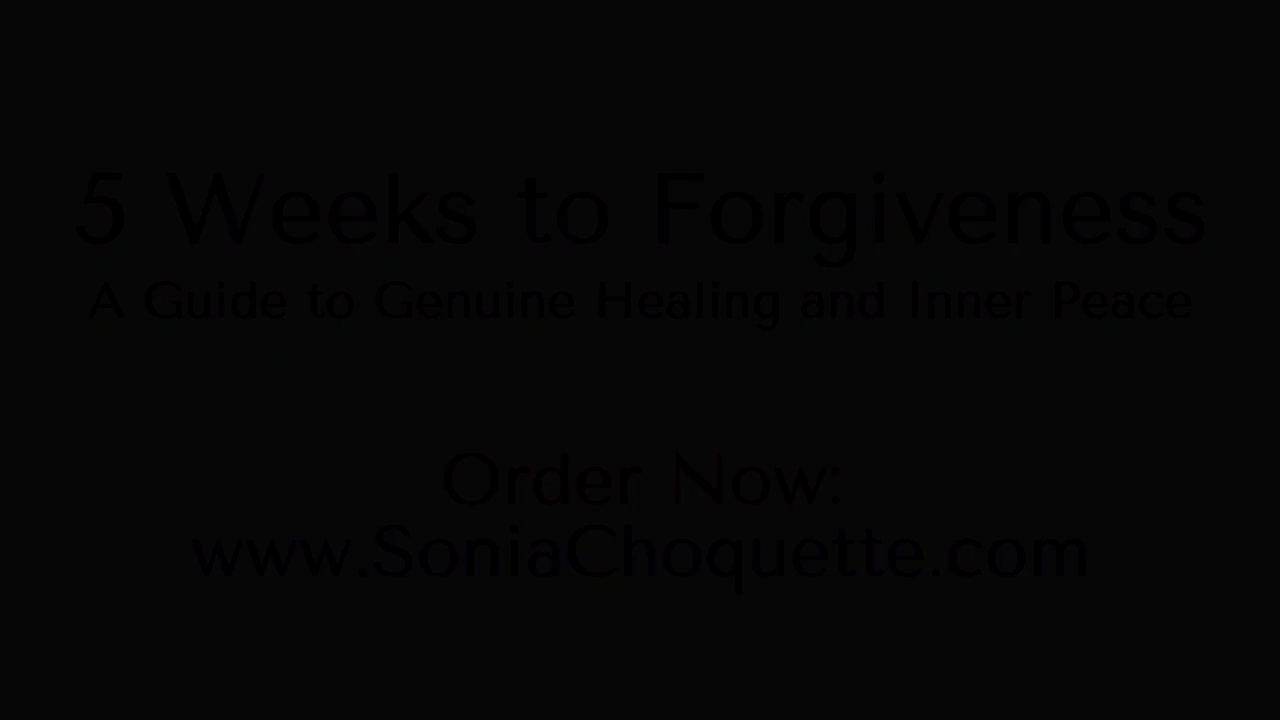 5 Weeks to Forgiveness
A Guide to Genuine Healing and Inner Peace
Order Now:
www.SoniaChoquette.com